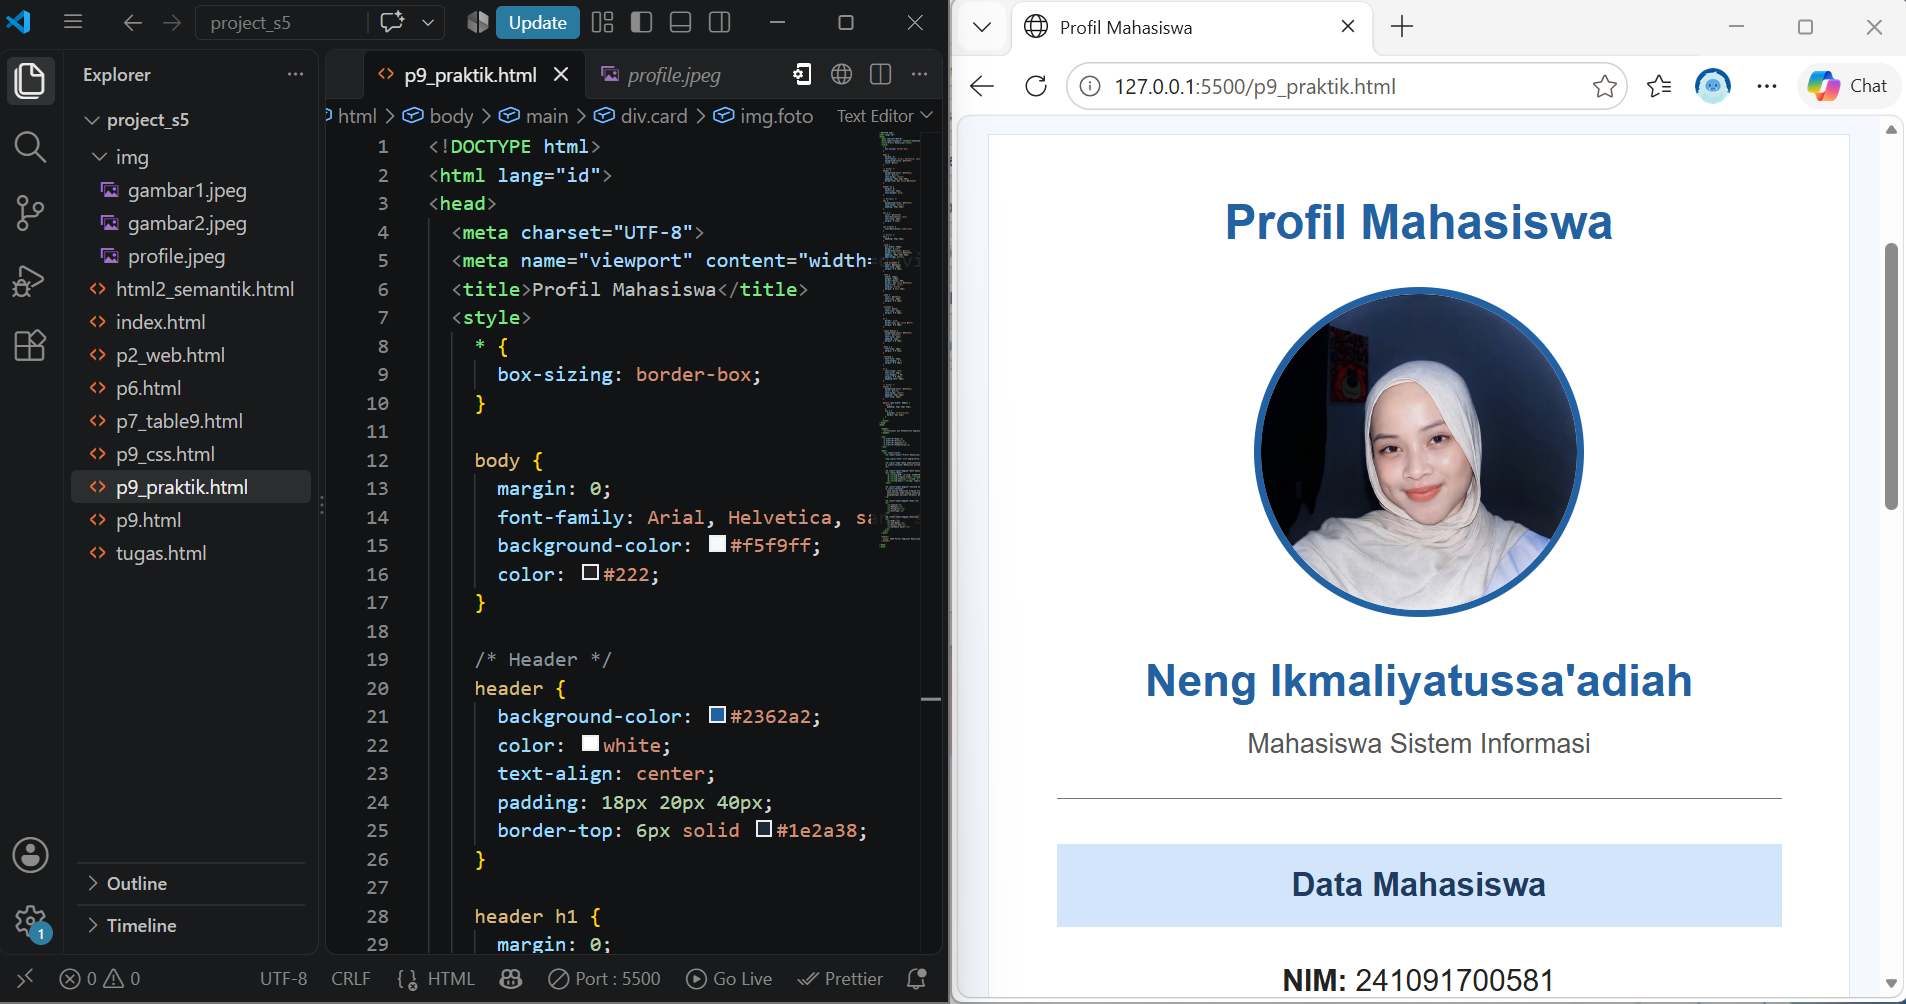 project_s5
Update
Explorer
project_s5
img
gambar1.jpeg
gambar2.jpeg
profile.jpeg
html2_semantik.html
index.html
p2_web.html
p6.html
p7_table9.html
p9_css.html
p9_praktik.html
p9.html
tugas.html
Outline
Timeline
1
p9_praktik.html
profile.jpeg
html > body > main > div.card > img.foto
Text Editor
1 <!DOCTYPE html>
2 <html lang="id">
3 <head>
4 <meta charset="UTF-8">
5 <meta name="viewport" content="width=
6 <title>Profil Mahasiswa</title>
7 <style>
8 * {
9 box-sizing: border-box;
10 }
11
12 body {
13 margin: 0;
14 font-family: Arial, Helvetica, sa
15 background-color: #f5f9ff;
16 color: #222;
17 }
18
19 /* Header */
20 header {
21 background-color: #2362a2;
22 color: white;
23 text-align: center;
24 padding: 18px 20px 40px;
25 border-top: 6px solid #1e2a38;
26 }
27
28 header h1 {
29 margin: 0;
0 0
UTF-8
CRLF
{ } HTML
Port : 5500
Go Live
Prettier
Profil Mahasiswa
127.0.0.1:5500/p9_praktik.html
Chat
Profil Mahasiswa
Neng Ikmaliyatussa'adiah
Mahasiswa Sistem Informasi
Data Mahasiswa
NIM: 241091700581